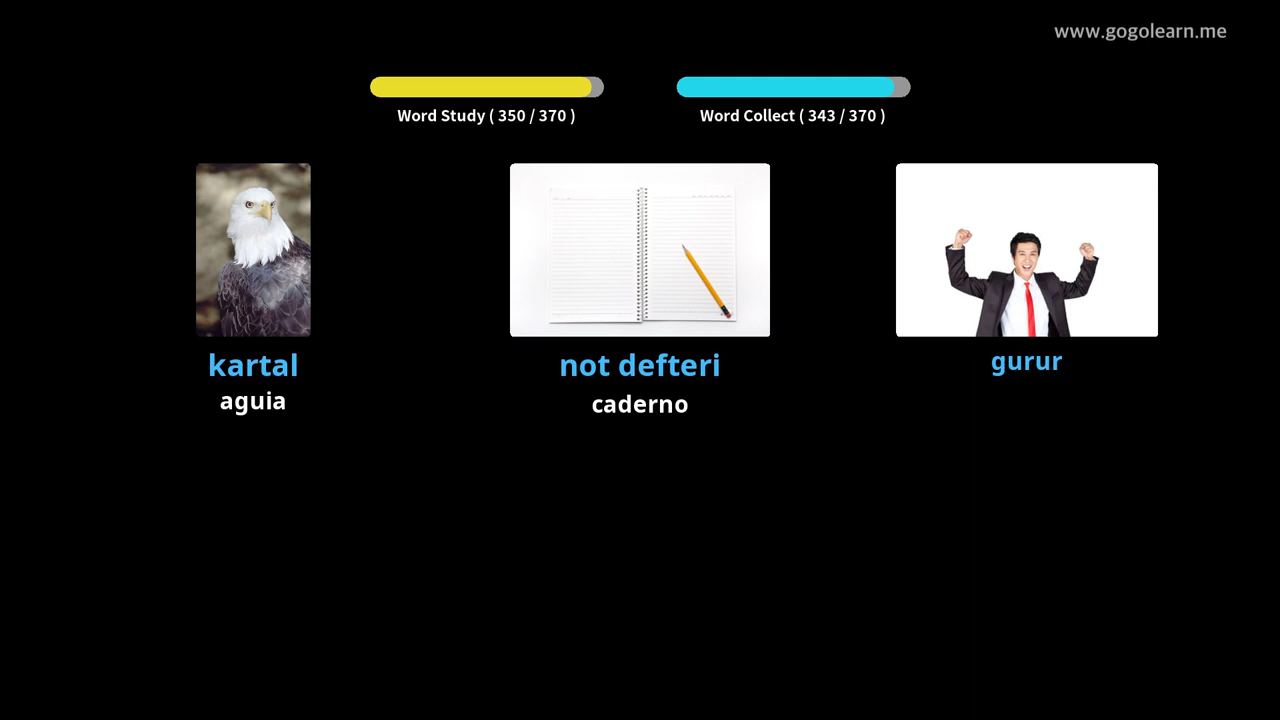 www.gogolearn.me
Word Study ( 350 / 370 )
Word Collect ( 343 / 370 )
kartal
aguia
not defteri
caderno
gurur